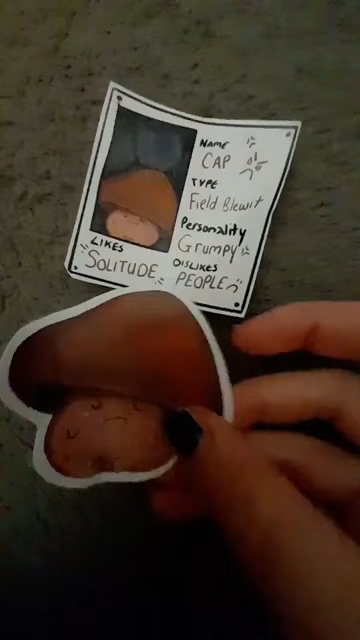 NAME
CAP
TYPE
Field Blewit
Personality
Grumpy
LIKES
SOLITUDE
DISLIKES
PEOPLE